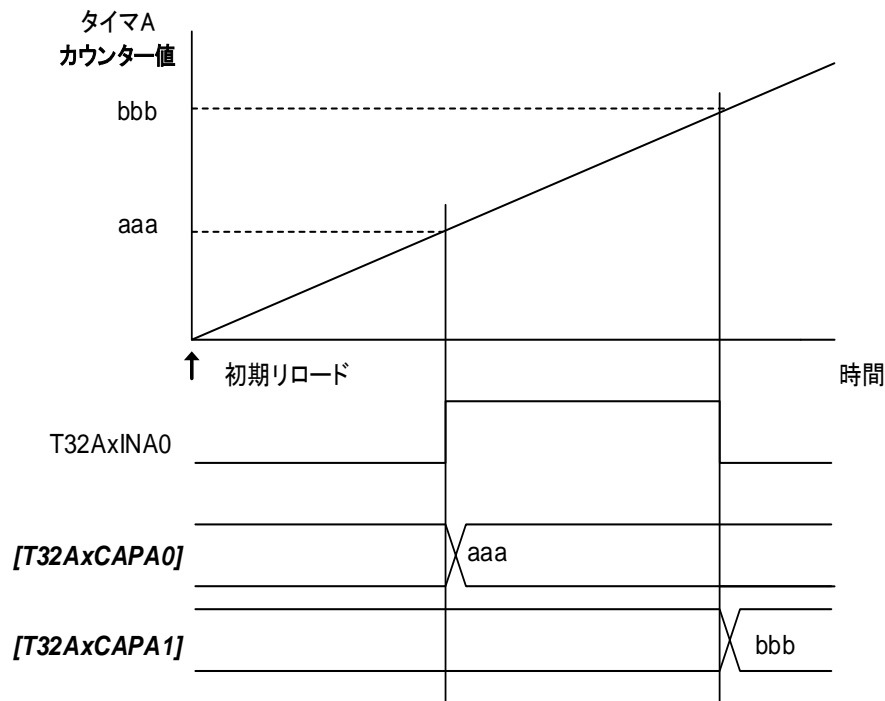 タイマA
カウンター値
bbb
aaa
初期リロード
時間
T32AxINA0
[T32AxCAPA0]
aaa
[T32AxCAPA1]
bbb